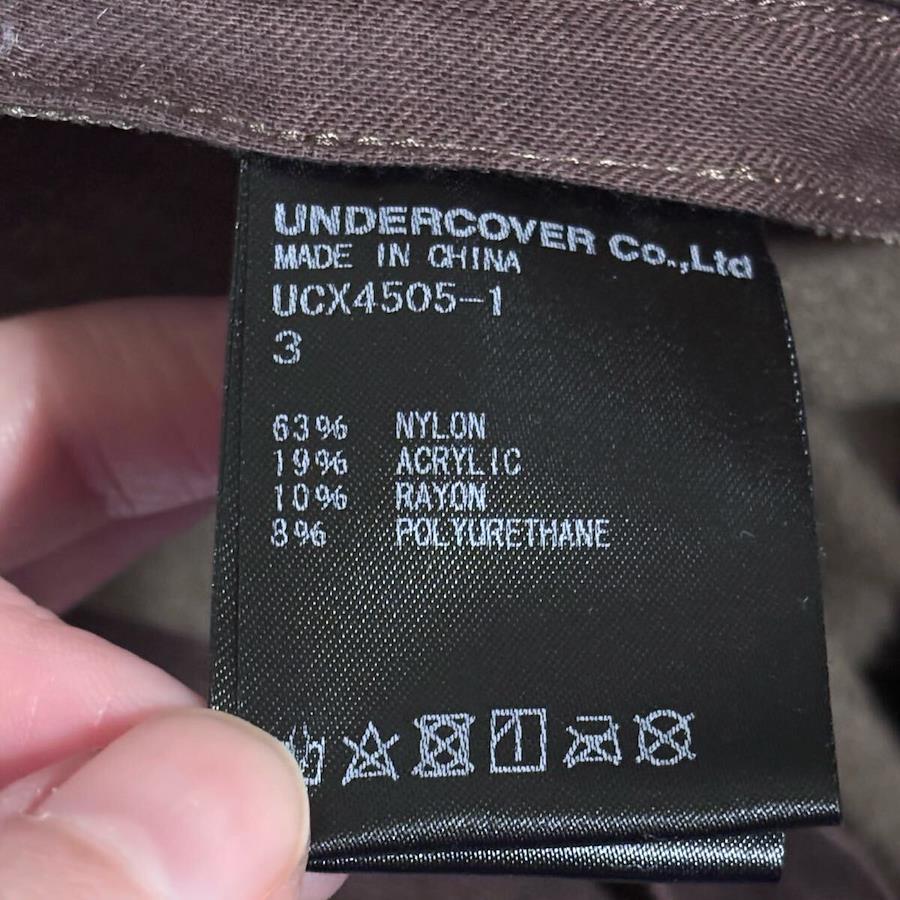 UNDERCOVER Co.,Ltd
MADE IN CHINA
UCX4505-1
3
63% NYLON
19% ACRYLIC
10% RAYON
8% POLYURETHANE